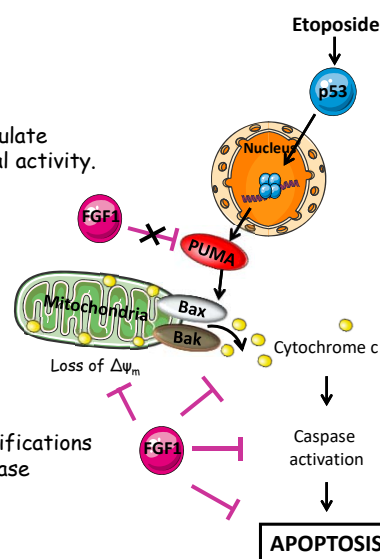 Etoposide
p53
ulate
al activity.
Nucleus
FGF1
PUMA
Mitochondria
Bax
Bak
Cytochrome c
Loss of Δψm
ifications
ase
FGF1
Caspase
activation
APOPTOSIS